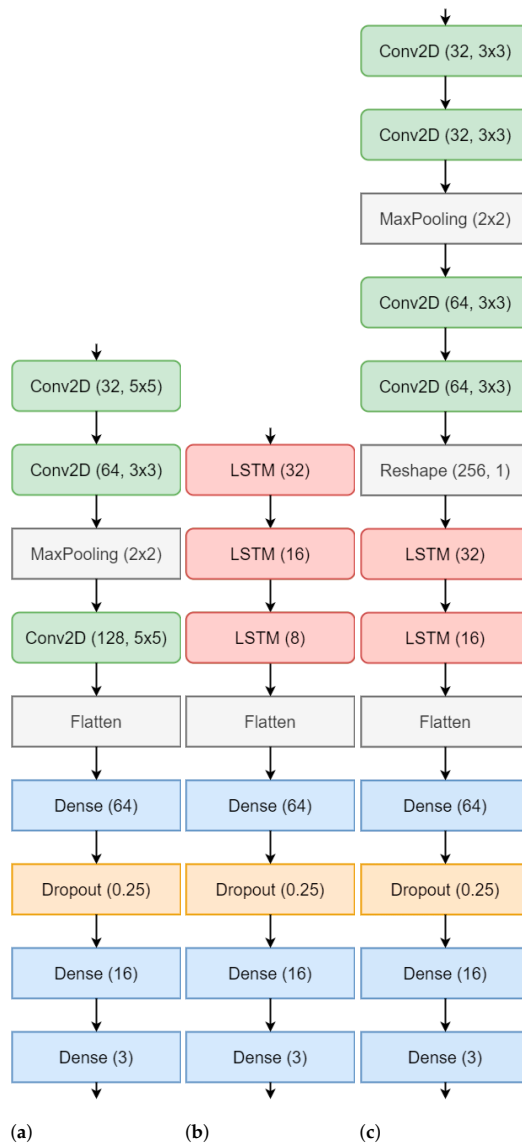 Conv2D (32, 3x3)
Conv2D (32, 3x3)
MaxPooling (2x2)
Conv2D (64, 3x3)
Conv2D (32, 5x5)
Conv2D (64, 3x3)
Conv2D (64, 3x3)
LSTM (32)
Reshape (256, 1)
MaxPooling (2x2)
LSTM (16)
LSTM (32)
Conv2D (128, 5x5)
LSTM (8)
LSTM (16)
Flatten
Flatten
Flatten
Dense (64)
Dense (64)
Dense (64)
Dropout (0.25)
Dropout (0.25)
Dropout (0.25)
Dense (16)
Dense (16)
Dense (16)
Dense (3)
Dense (3)
Dense (3)
(a)
(b)
(c)